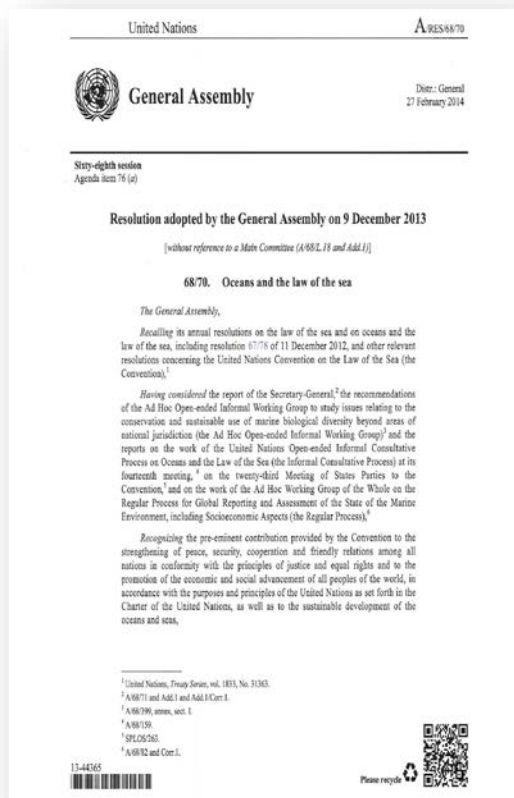 United Nations
A/RES/68/70
General Assembly
Distr.: General
27 February 2014
Sixty-eighth session
Agenda item 76 (a)
Resolution adopted by the General Assembly on 9 December 2013
[without reference to a Main Committee (A/68/L.18 and Add.1)]
68/70. Oceans and the law of the sea
The General Assembly,
Recalling its annual resolutions on the law of the sea and on oceans and the
law of the sea, including resolution 67/78 of 11 December 2012, and other relevant
resolutions concerning the United Nations Convention on the Law of the Sea (the
Convention),1
Having considered the report of the Secretary-General,2 the recommendations
of the Ad Hoc Open-ended Informal Working Group to study issues relating to the
conservation and sustainable use of marine biological diversity beyond areas of
national jurisdiction (the Ad Hoc Open-ended Informal Working Group)3 and the
reports on the work of the United Nations Open-ended Informal Consultative
Process on Oceans and the Law of the Sea (the Informal Consultative Process) at its
fourteenth meeting, 4 on the twenty-third Meeting of States Parties to the
Convention,5 and on the work of the Ad Hoc Working Group of the Whole on the
Regular Process for Global Reporting and Assessment of the State of the Marine
Environment, including Socioeconomic Aspects (the Regular Process),6
Recognizing the pre-eminent contribution provided by the Convention to the
strengthening of peace, security, cooperation and friendly relations among all
nations in conformity with the principles of justice and equal rights and to the
promotion of the economic and social advancement of all peoples of the world, in
accordance with the purposes and principles of the United Nations as set forth in the
Charter of the United Nations, as well as to the sustainable development of the
oceans and seas,
1 United Nations, Treaty Series, vol. 1833, No. 31363.
2 A/68/71 and Add.1 and Add.1/Corr.1.
3 A/68/399, annex, sect. I.
4 A/68/159.
5 SPLOS/263.
6 A/68/82 and Corr.1.
13-44365
Please recycle